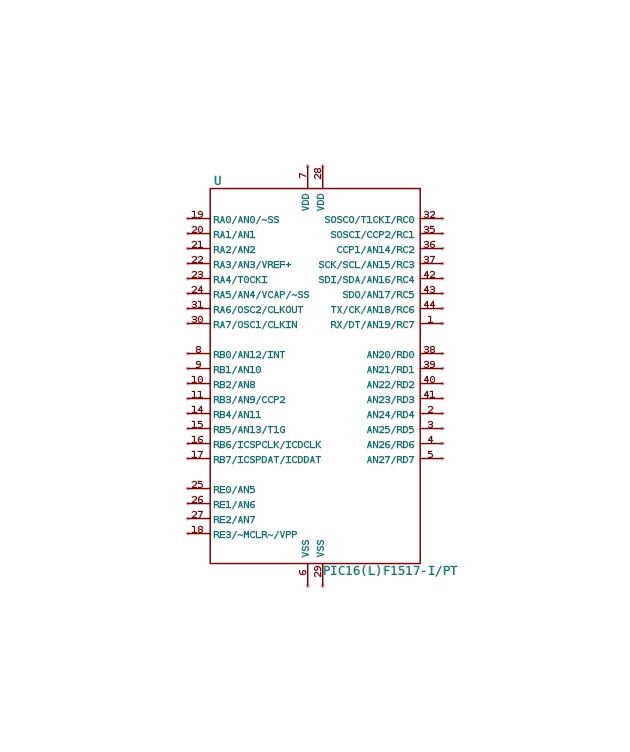 7 28
U
VDD VDD
19 RA0/AN0/~SS SOSCO/T1CKI/RC0 32
20 RA1/AN1 SOSCI/CCP2/RC1 35
21 RA2/AN2 CCP1/AN14/RC2 36
22 RA3/AN3/VREF+ SCK/SCL/AN15/RC3 37
23 RA4/T0CKI SDI/SDA/AN16/RC4 42
24 RA5/AN4/VCAP/~SS SDO/AN17/RC5 43
31 RA6/OSC2/CLKOUT TX/CK/AN18/RC6 44
30 RA7/OSC1/CLKIN RX/DT/AN19/RC7 1
8 RB0/AN12/INT AN20/RD0 38
9 RB1/AN10 AN21/RD1 39
10 RB2/AN8 AN22/RD2 40
11 RB3/AN9/CCP2 AN23/RD3 41
14 RB4/AN11 AN24/RD4 2
15 RB5/AN13/T1G AN25/RD5 3
16 RB6/ICSPCLK/ICDCLK AN26/RD6 4
17 RB7/ICSPDAT/ICDDAT AN27/RD7 5
25 RE0/AN5
26 RE1/AN6
27 RE2/AN7
18 RE3/~MCLR~/VPP
VSS VSS
6 29
PIC16(L)F1517-I/PT